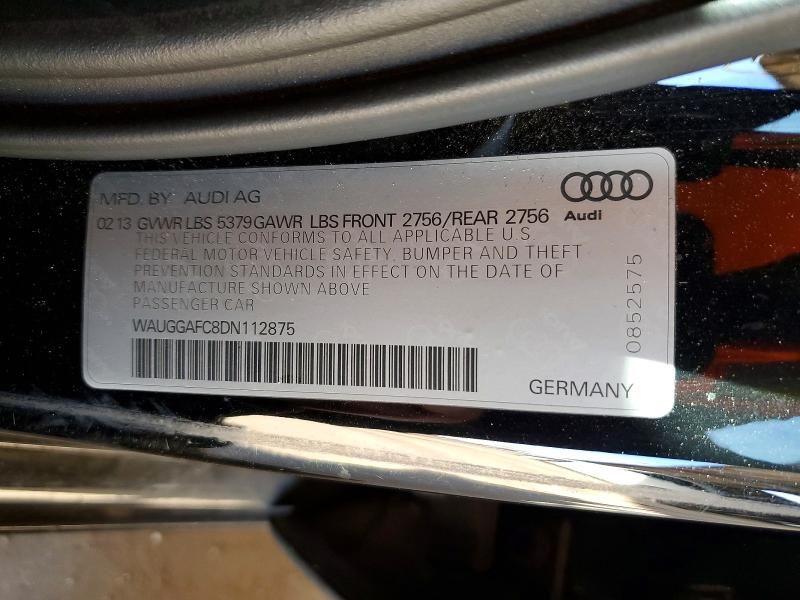 MFD. BY AUDI AG
02 13 GVWR LBS 5379 GAWR LBS FRONT 2756/REAR 2756
Audi
THIS VEHICLE CONFORMS TO ALL APPLICABLE U.S
FEDERAL MOTOR VEHICLE SAFETY, BUMPER AND THEFT
PREVENTION STANDARDS IN EFFECT ON THE DATE OF
MANUFACTURE SHOWN ABOVE
PASSENGER CAR
WAUGGAFC8DN112875
0852575
GERMANY